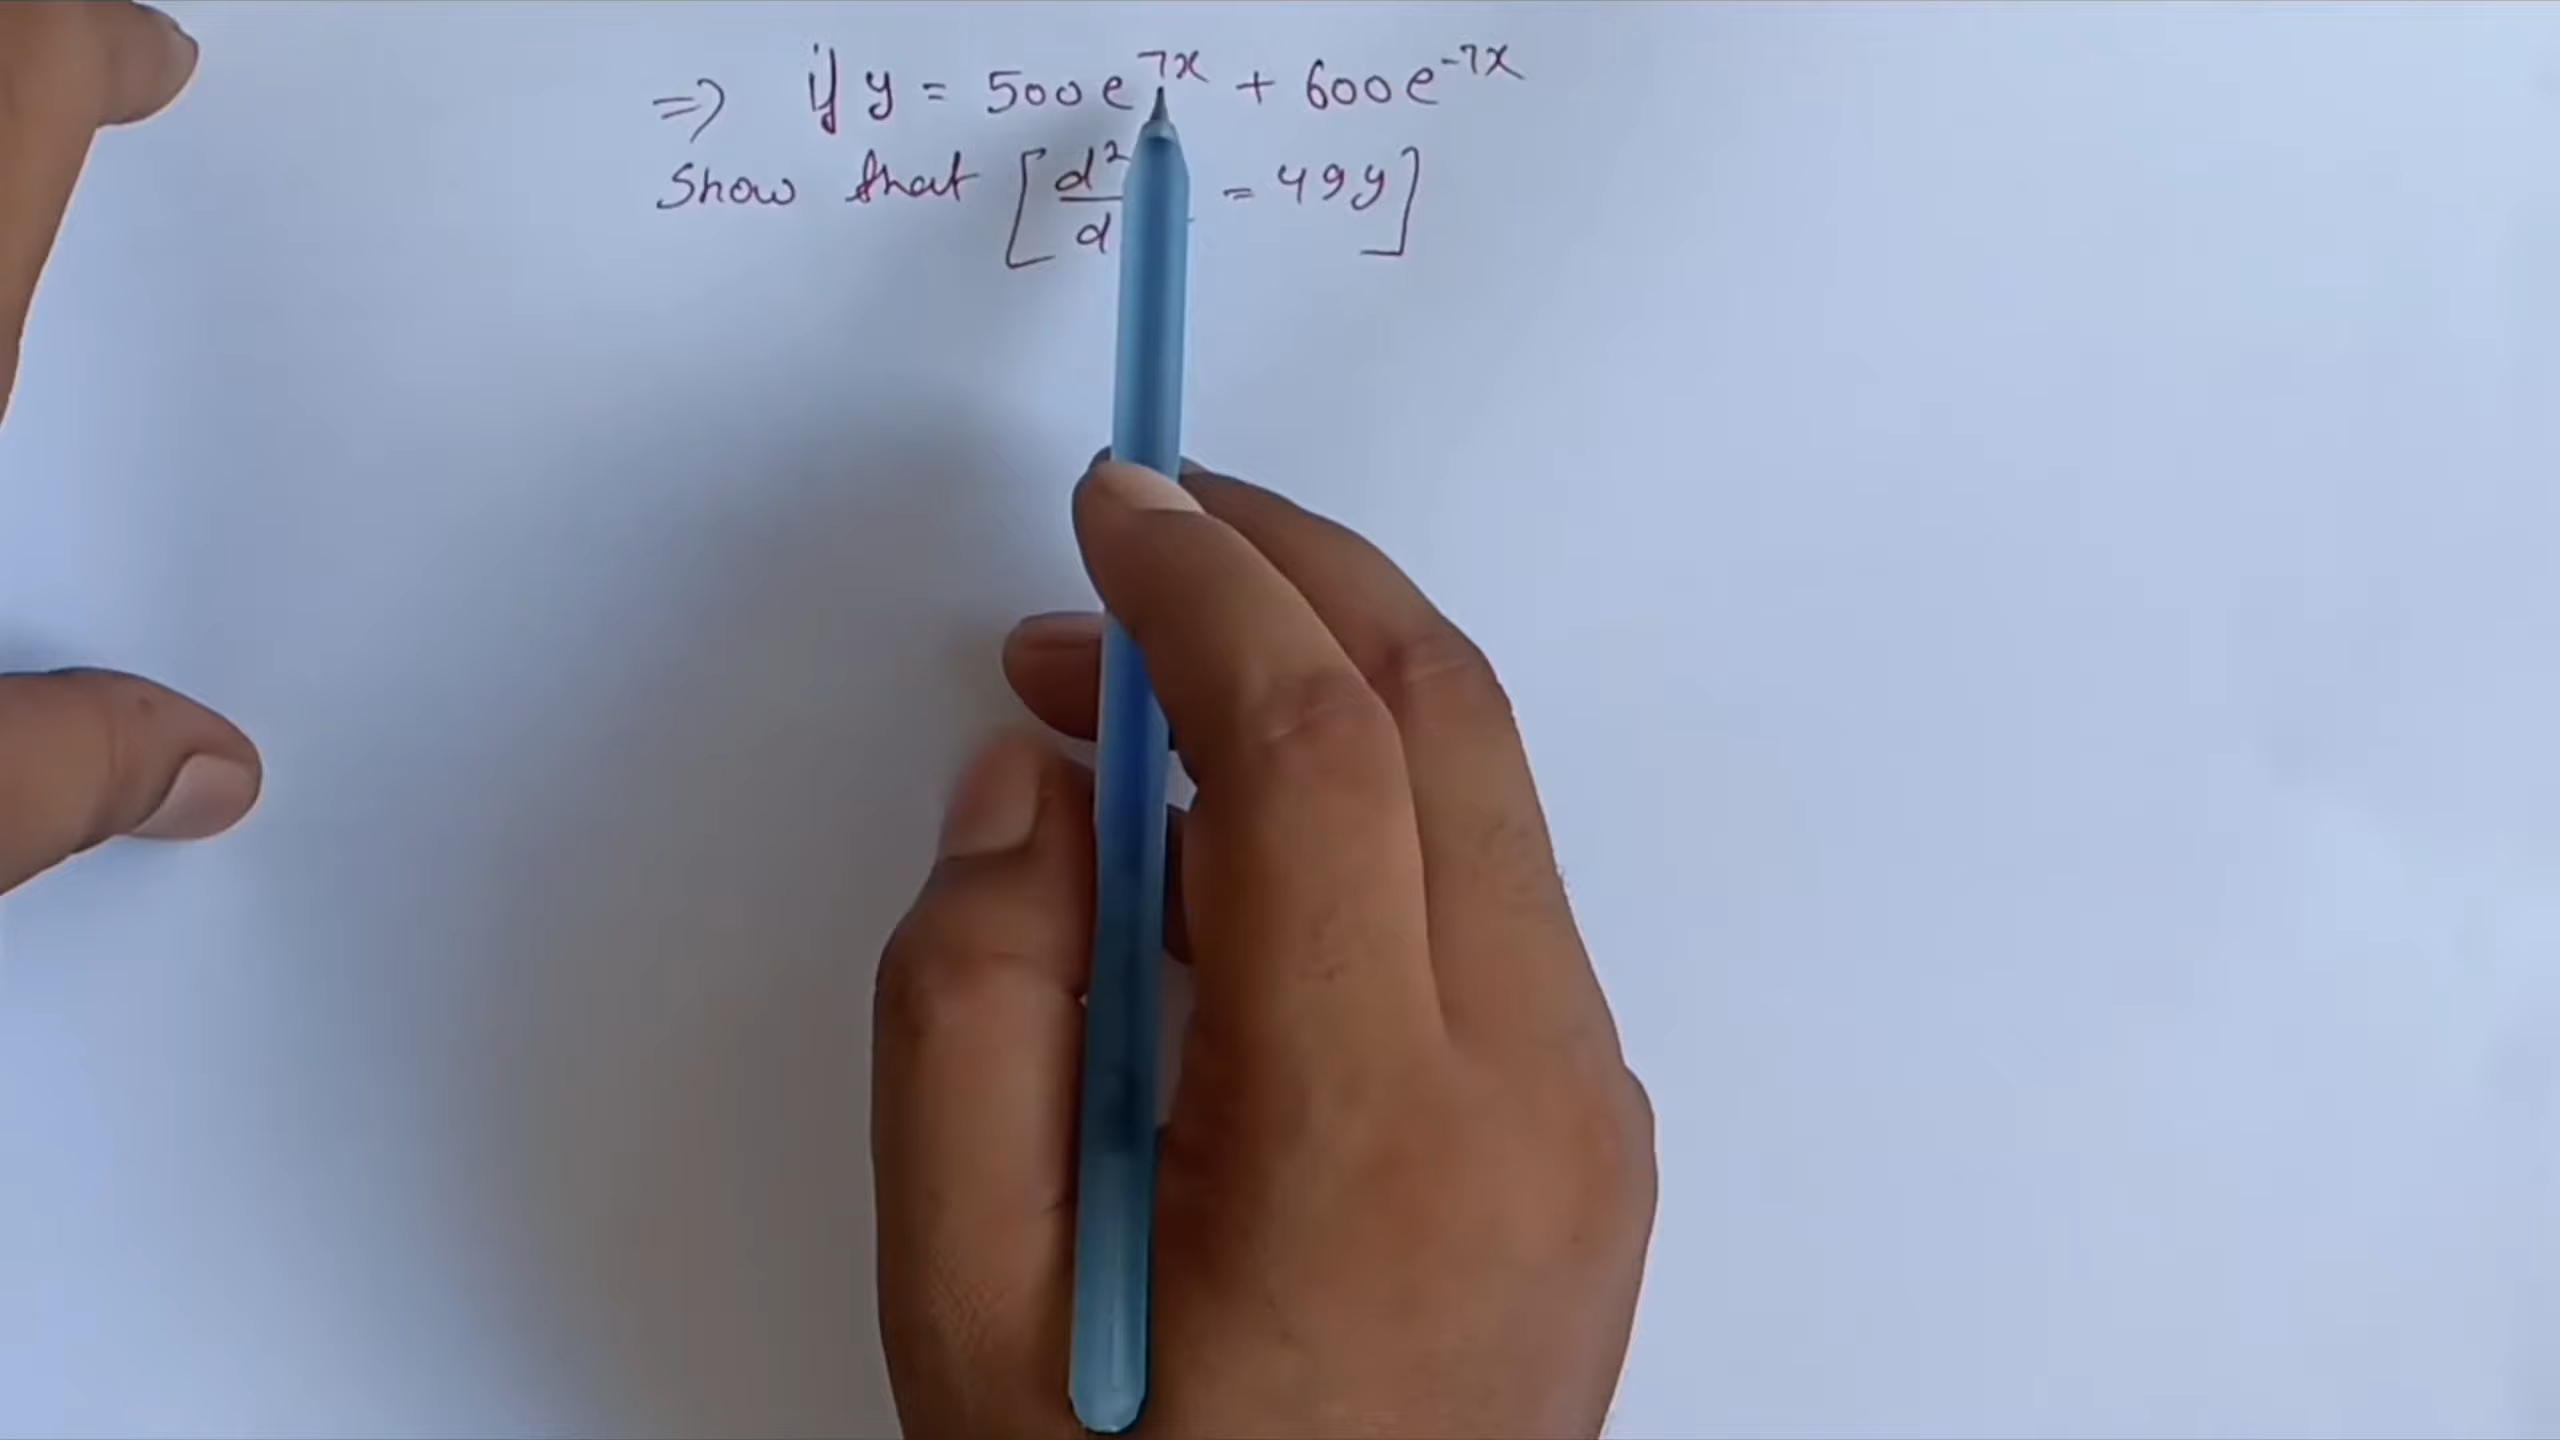 => if y = 500e^7x + 600e^-7x
Show that [d²/d = 49y]